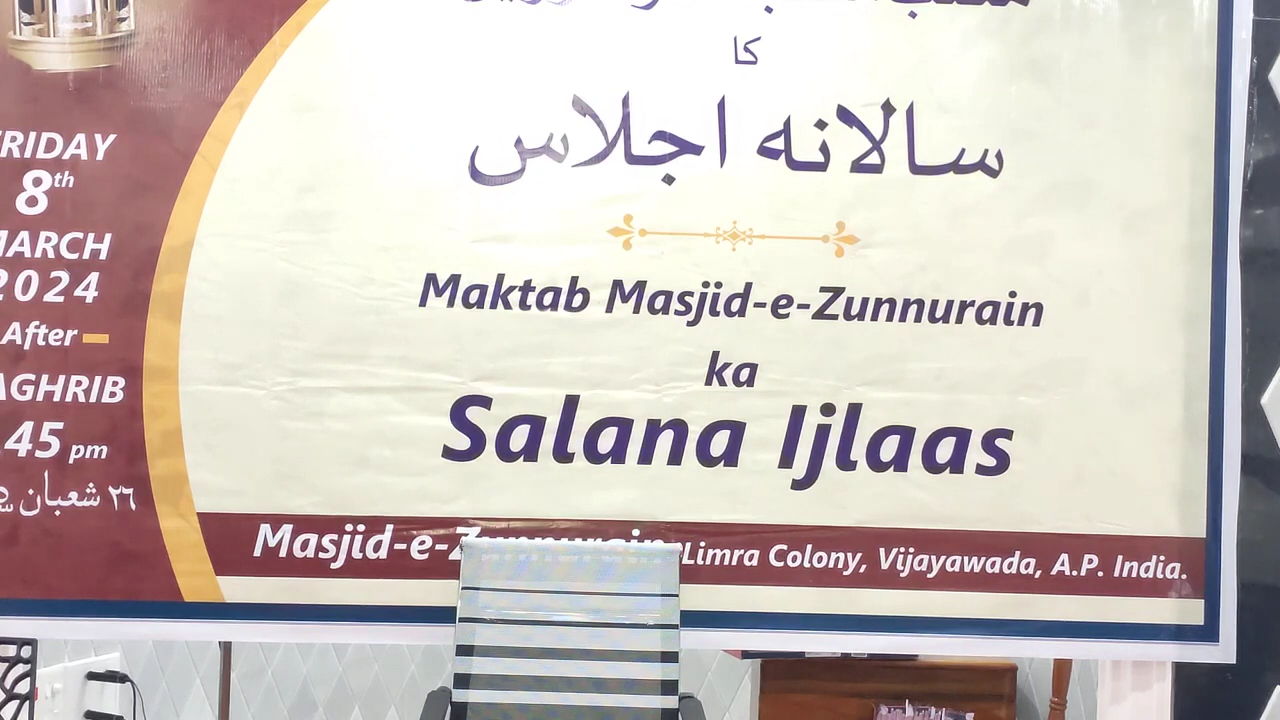 RIDAY
8th
MARCH
2024
After
AGHRIB
45 pm
٢٦ شعبان
کا
سالانہ اجلاس
Maktab Masjid-e-Zunnurain
ka
Salana Ijlaas
Masjid-e-Zunnurain Limra Colony, Vijayawada, A.P. India.